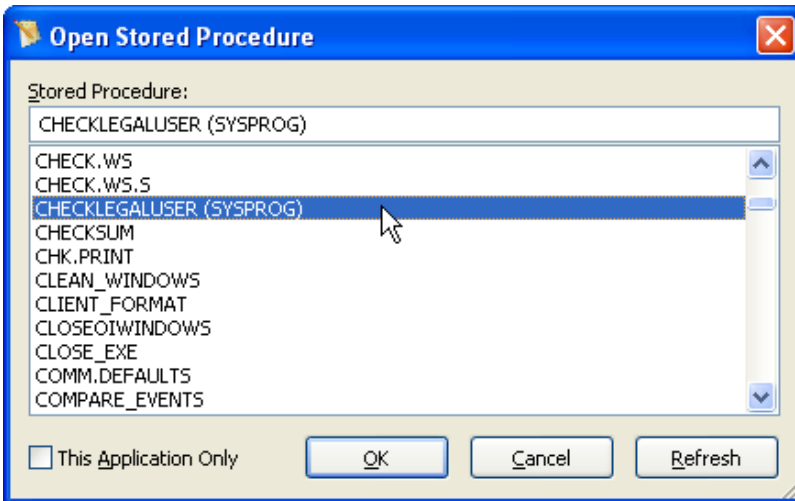 Open Stored Procedure
Stored Procedure:
CHECKLEGALUSER (SYSPROG)
CHECK.WS
CHECK.WS.S
CHECKLEGALUSER (SYSPROG)
CHECKSUM
CHK.PRINT
CLEAN_WINDOWS
CLIENT_FORMAT
CLOSEOIWINDOWS
CLOSE_EXE
COMM.DEFAULTS
COMPARE_EVENTS
This Application Only
OK
Cancel
Refresh